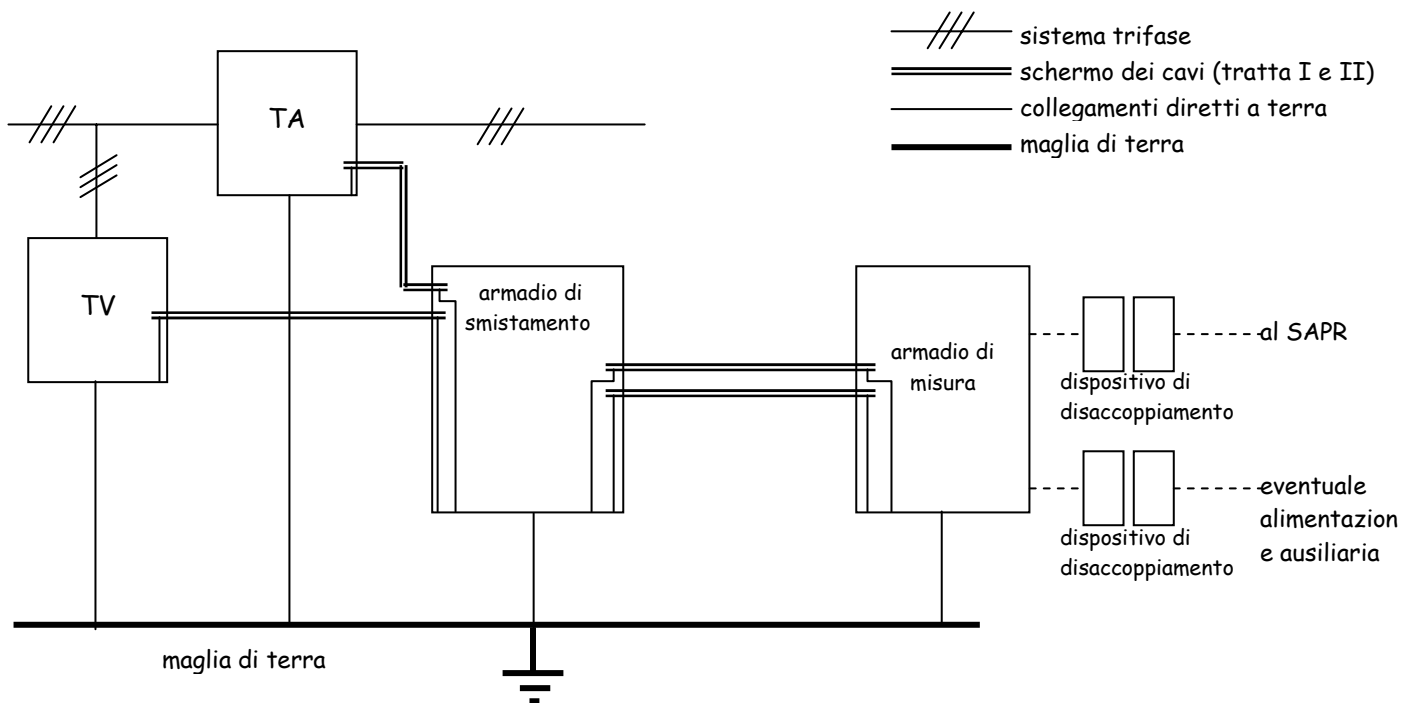 sistema trifase
schermo dei cavi (tratta I e II)
collegamenti diretti a terra
maglia di terra
TA
TV
armadio di
smistamento
armadio di
misura
al SAPR
dispositivo di
disaccoppiamento
eventuale
alimentazion
e ausiliaria
dispositivo di
disaccoppiamento
maglia di terra